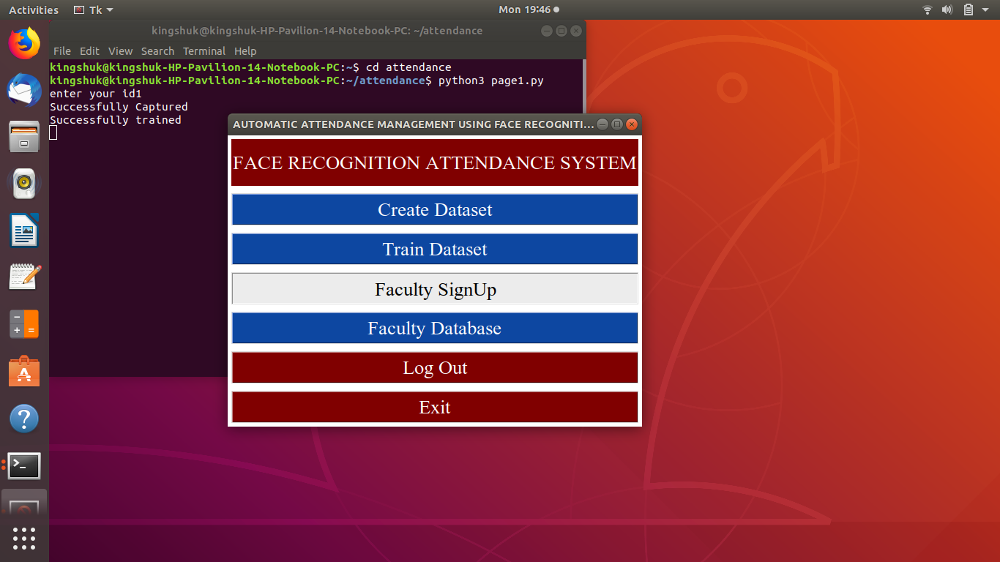 Activities
Tk
Mon 19:46
kingshuk@kingshuk-HP-Pavilion-14-Notebook-PC: ~/attendance
File Edit View Search Terminal Help
kingshuk@kingshuk-HP-Pavilion-14-Notebook-PC:~$ cd attendance
kingshuk@kingshuk-HP-Pavilion-14-Notebook-PC:~/attendance$ python3 page1.py
enter your id1
Successfully Captured
Successfully trained
AUTOMATIC ATTENDANCE MANAGEMENT USING FACE RECOGNITI...
FACE RECOGNITION ATTENDANCE SYSTEM
Create Dataset
Train Dataset
Faculty SignUp
Faculty Database
Log Out
Exit